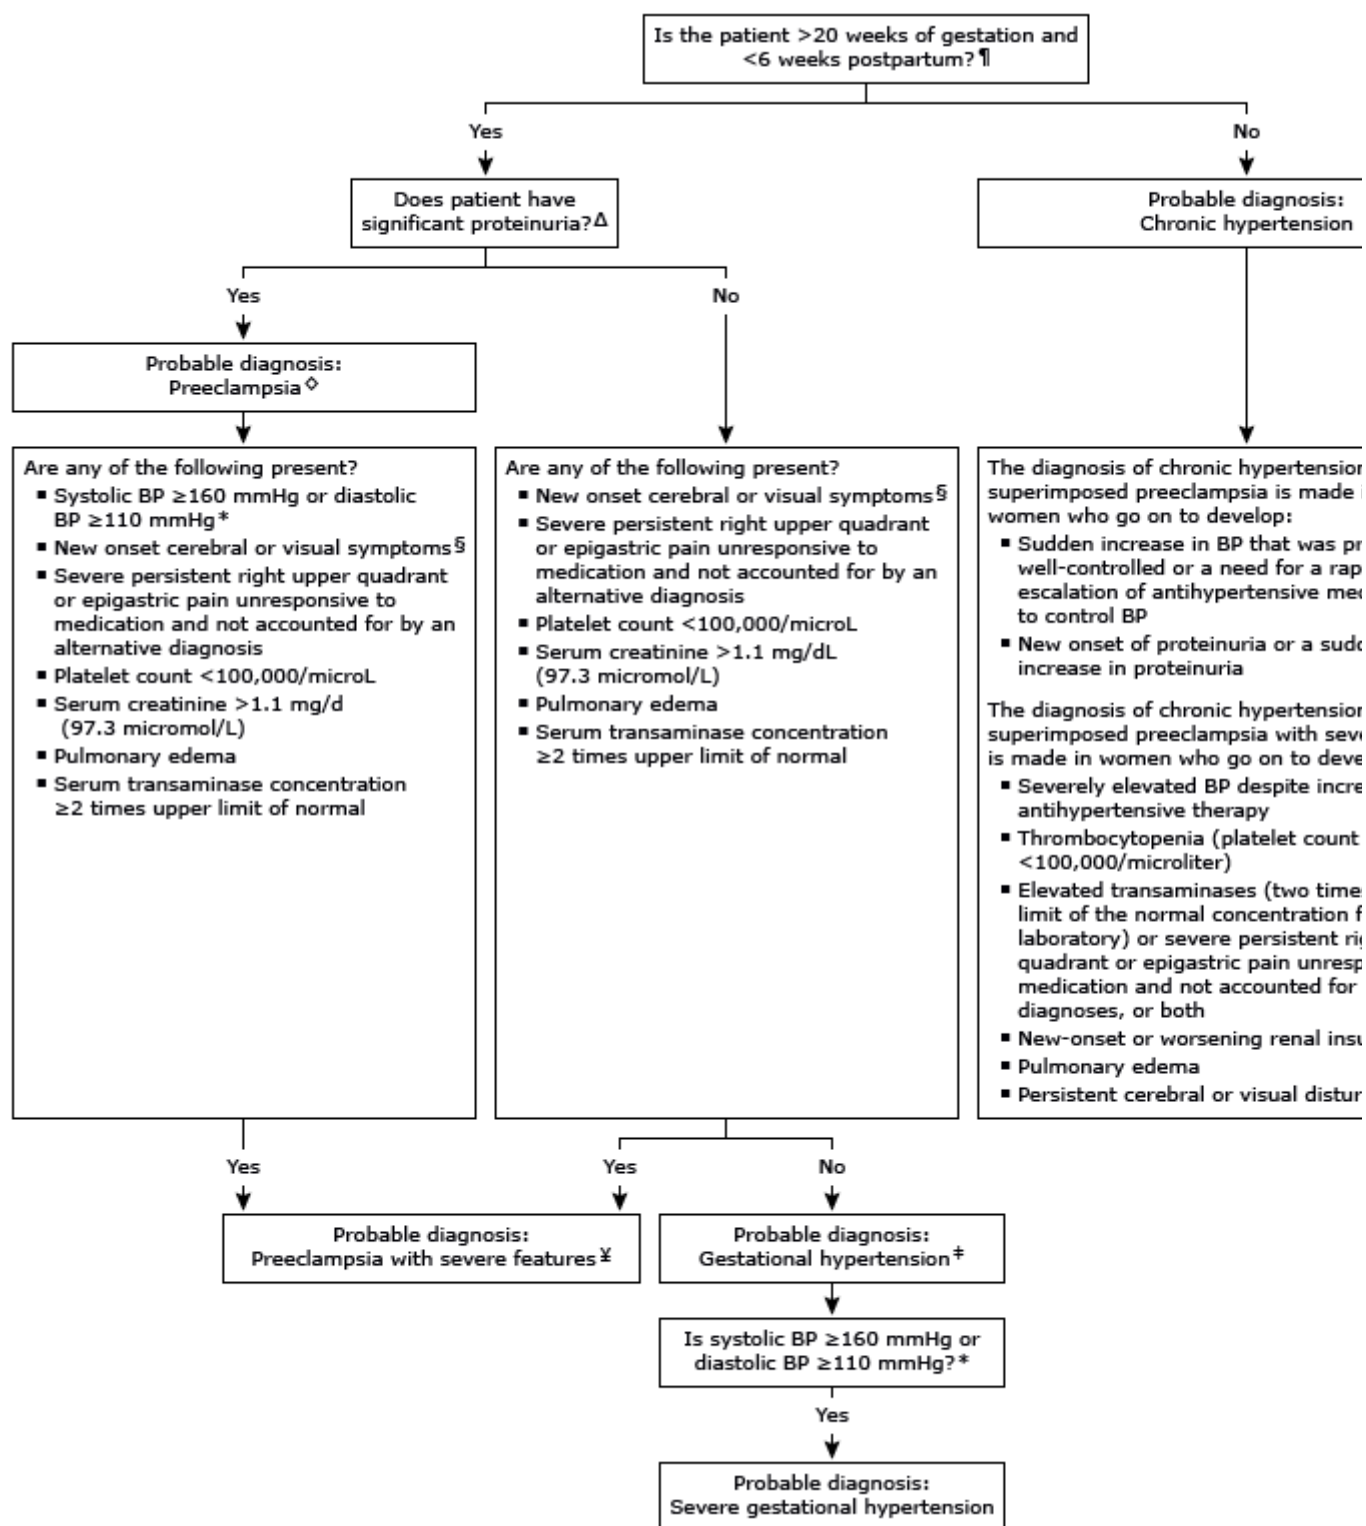 Is the patient >20 weeks of gestation and
<6 weeks postpartum?¶
Yes
No
Does patient have
significant proteinuria?Δ
Probable diagnosis:
Chronic hypertension
Yes
No
Probable diagnosis:
Preeclampsia◇
Are any of the following present?
▪ Systolic BP ≥160 mmHg or diastolic
BP ≥110 mmHg*
▪ New onset cerebral or visual symptoms§
▪ Severe persistent right upper quadrant
or epigastric pain unresponsive to
medication and not accounted for by an
alternative diagnosis
▪ Platelet count <100,000/microL
▪ Serum creatinine >1.1 mg/d
(97.3 micromol/L)
▪ Pulmonary edema
▪ Serum transaminase concentration
≥2 times upper limit of normal
Are any of the following present?
▪ New onset cerebral or visual symptoms§
▪ Severe persistent right upper quadrant
or epigastric pain unresponsive to
medication and not accounted for by an
alternative diagnosis
▪ Platelet count <100,000/microL
▪ Serum creatinine >1.1 mg/dL
(97.3 micromol/L)
▪ Pulmonary edema
▪ Serum transaminase concentration
≥2 times upper limit of normal
The diagnosis of chronic hypertension
superimposed preeclampsia is made
women who go on to develop:
▪ Sudden increase in BP that was
well-controlled or a need for a
escalation of antihypertensive
to control BP
▪ New onset of proteinuria or a
increase in proteinuria
The diagnosis of chronic hypertension
superimposed preeclampsia with
is made in women who go on to
▪ Severely elevated BP despite
antihypertensive therapy
▪ Thrombocytopenia (platelet count
<100,000/microliter)
▪ Elevated transaminases (two
limit of the normal concentration
laboratory) or severe persistent
quadrant or epigastric pain
medication and not accounted for
diagnoses, or both
▪ New-onset or worsening renal
▪ Pulmonary edema
▪ Persistent cerebral or visual
Yes
Yes
No
Probable diagnosis:
Preeclampsia with severe features¥
Probable diagnosis:
Gestational hypertension‡
Is systolic BP ≥160 mmHg or
diastolic BP ≥110 mmHg?*
Yes
Probable diagnosis:
Severe gestational hypertension